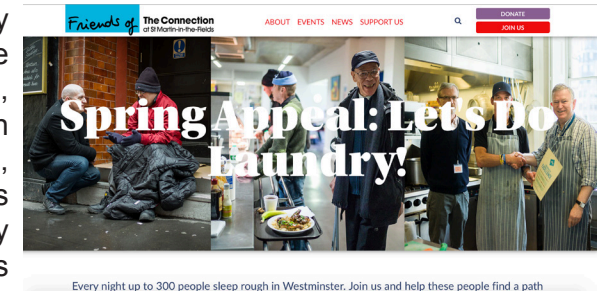 y
e
,
n
,
s
y
s
Friends of The Connection
at St Martin-in-the-Fields
ABOUT EVENTS NEWS SUPPORT US
DONATE
JOIN US
Spring Appeal: Let's Do
Laundry!
Every night up to 300 people sleep rough in Westminster. Join us and help these people find a path